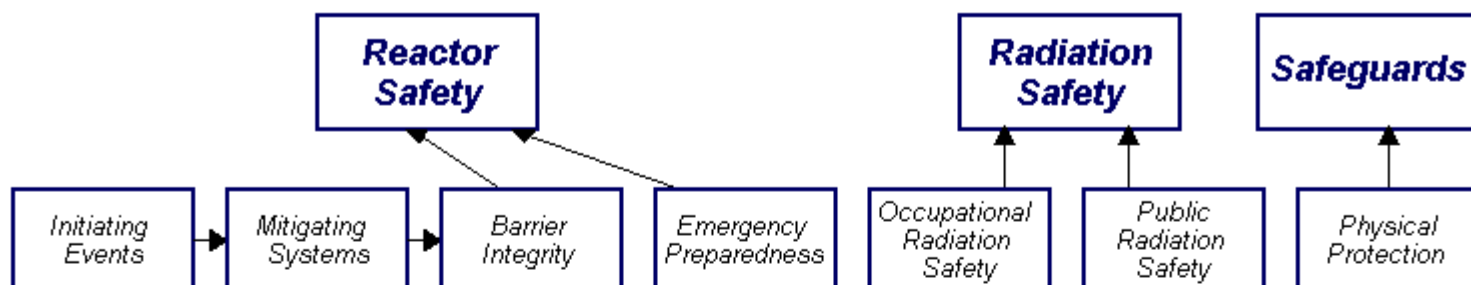 Reactor
Safety
Radiation
Safety
Safeguards
Initiating
Events
Mitigating
Systems
Barrier
Integrity
Emergency
Preparedness
Occupational
Radiation
Safety
Public
Radiation
Safety
Physical
Protection